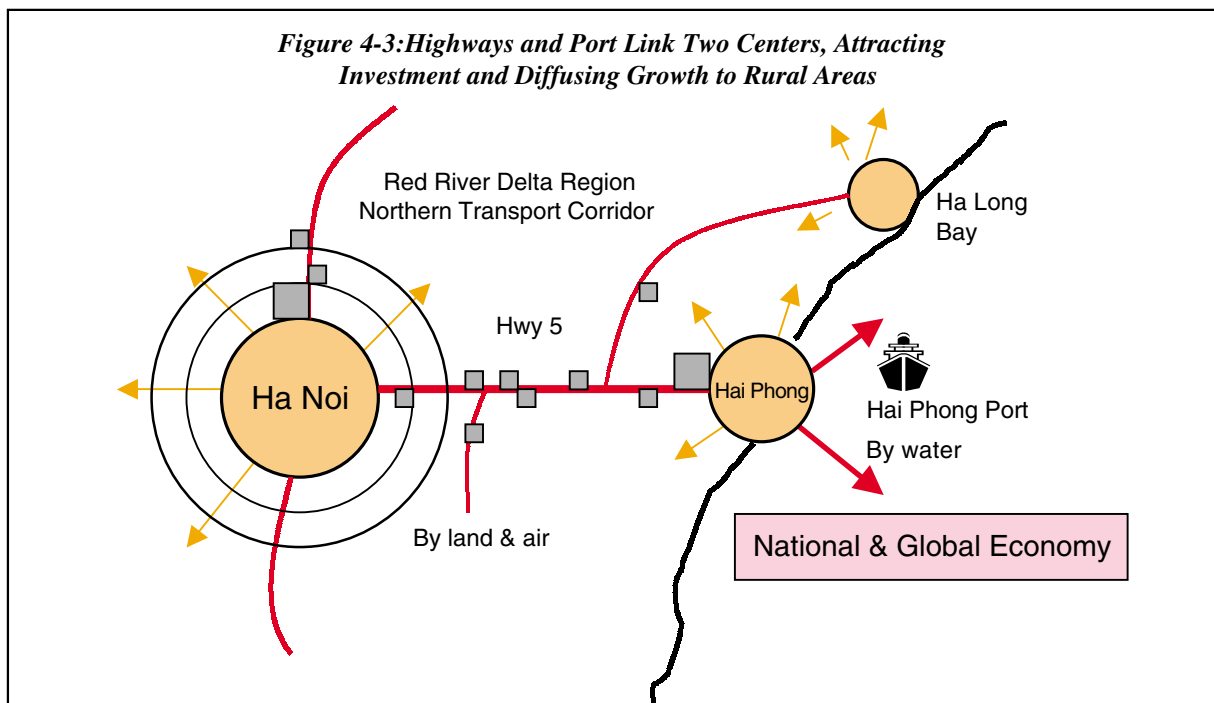 Figure 4-3:Highways and Port Link Two Centers, Attracting
Investment and Diffusing Growth to Rural Areas
Red River Delta Region
Northern Transport Corridor
Ha Long
Bay
Hwy 5
Ha Noi
Hai Phong
Hai Phong Port
By water
By land & air
National & Global Economy